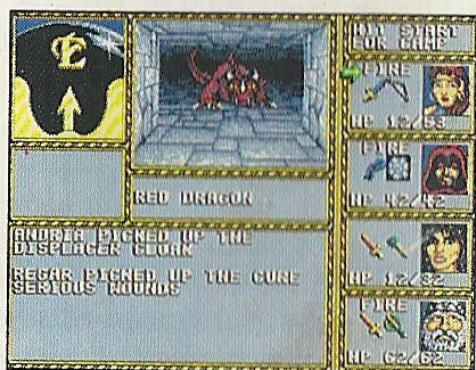 HIT START
FOR CAMP
FIRE
HP 12/53
FIRE
HP 42/42
HP 12/32
FIRE
HP 62/62
RED DRAGON
ANDRIA PICKED UP THE
DISPLACER CLOAK
REGAR PICKED UP THE CURE
SERIOUS WOUNDS